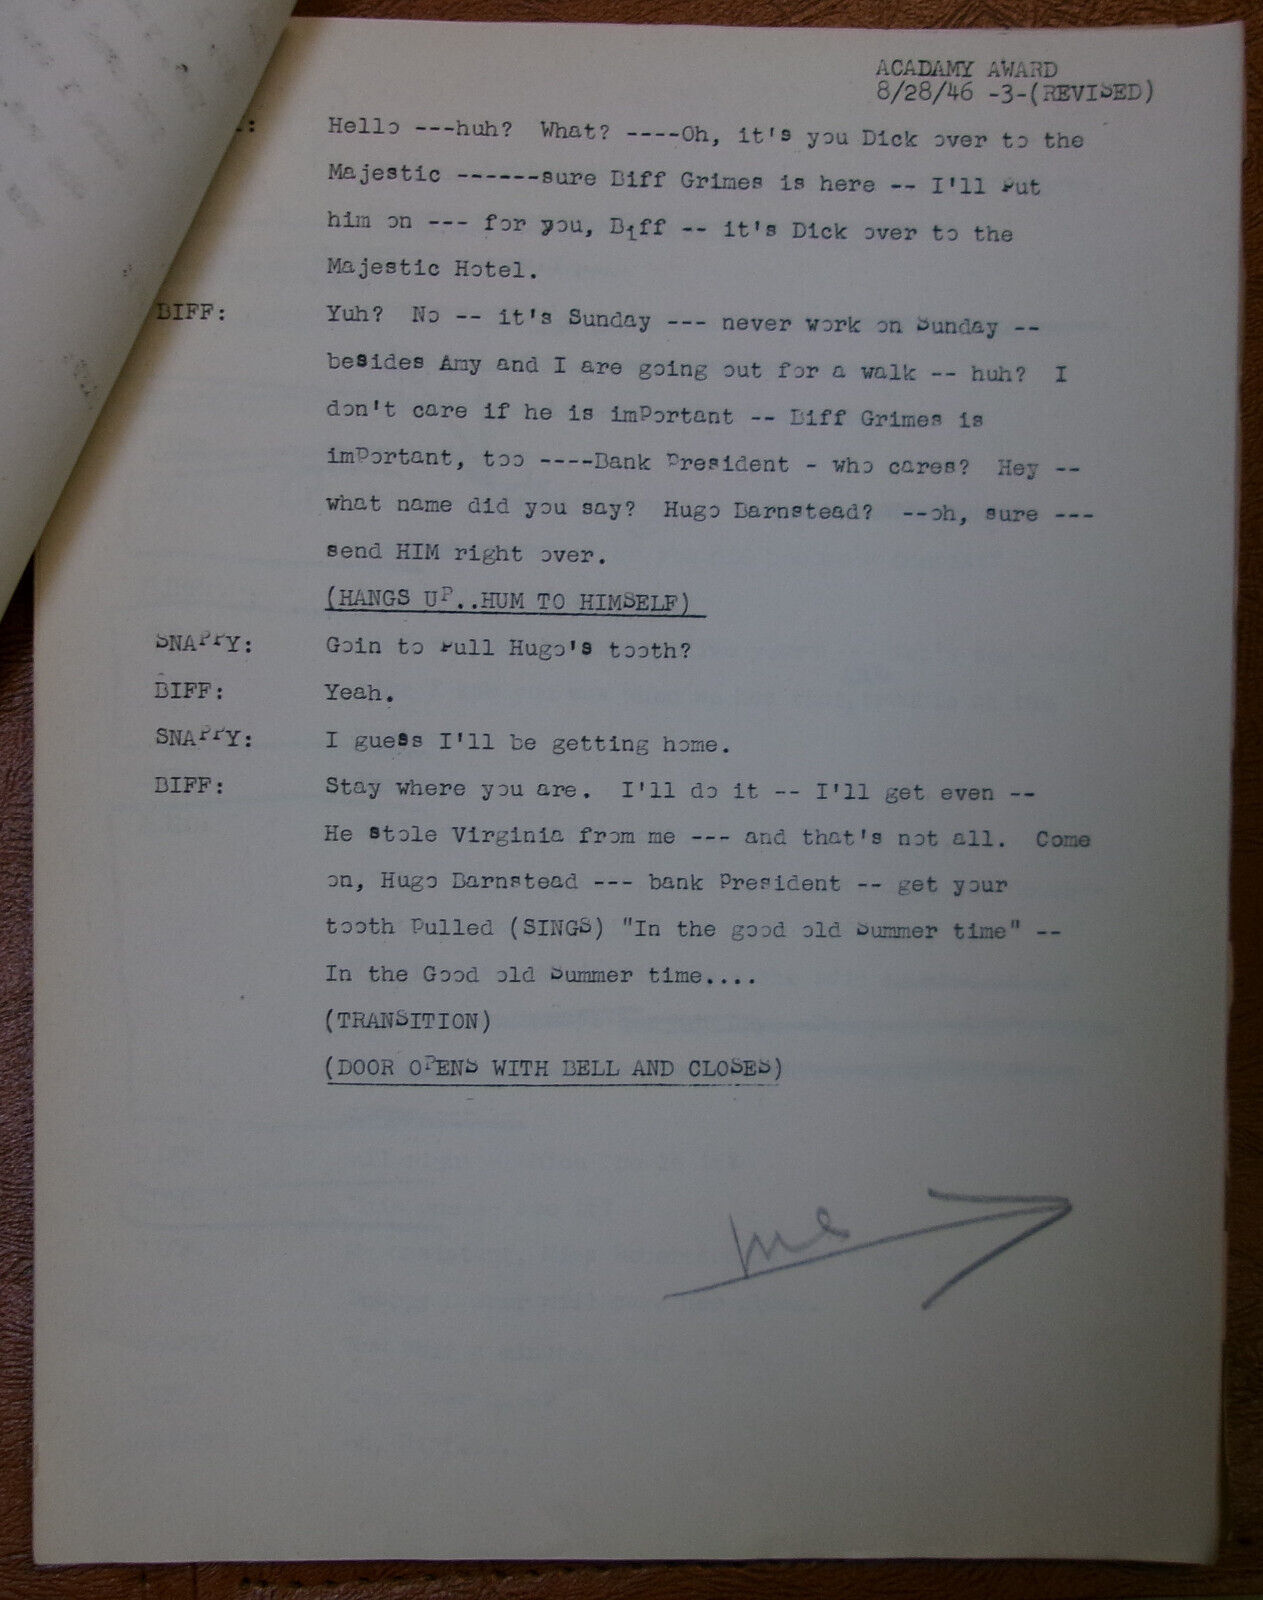 ACADAMY AWARD
8/28/46 -3-(REVISED)
Hello ---huh? What? ----Oh, it's you Dick over to the
Majestic ------sure Biff Grimes is here -- I'll Put
him on --- for you, Biff -- it's Dick over to the
Majestic Hotel.
BIFF: Yuh? No -- it's Sunday --- never work on Sunday --
besides Amy and I are going out for a walk -- huh? I
don't care if he is imPortant -- Biff Grimes is
imPortant, too ----Bank President - who cares? Hey --
what name did you say? Hugo Barnstead? --oh, sure ---
send HIM right over.
(HANGS UP..HUM TO HIMSELF)
SNAPPY: Goin to Pull Hugo's tooth?
BIFF: Yeah.
SNAPPY: I guess I'll be getting home.
BIFF: Stay where you are. I'll do it -- I'll get even --
He stole Virginia from me --- and that's not all. Come
on, Hugo Barnstead --- bank President -- get your
tooth Pulled (SINGS) "In the good old Summer time" --
In the Good old Summer time....
(TRANSITION)
(DOOR OPENS WITH BELL AND CLOSES)